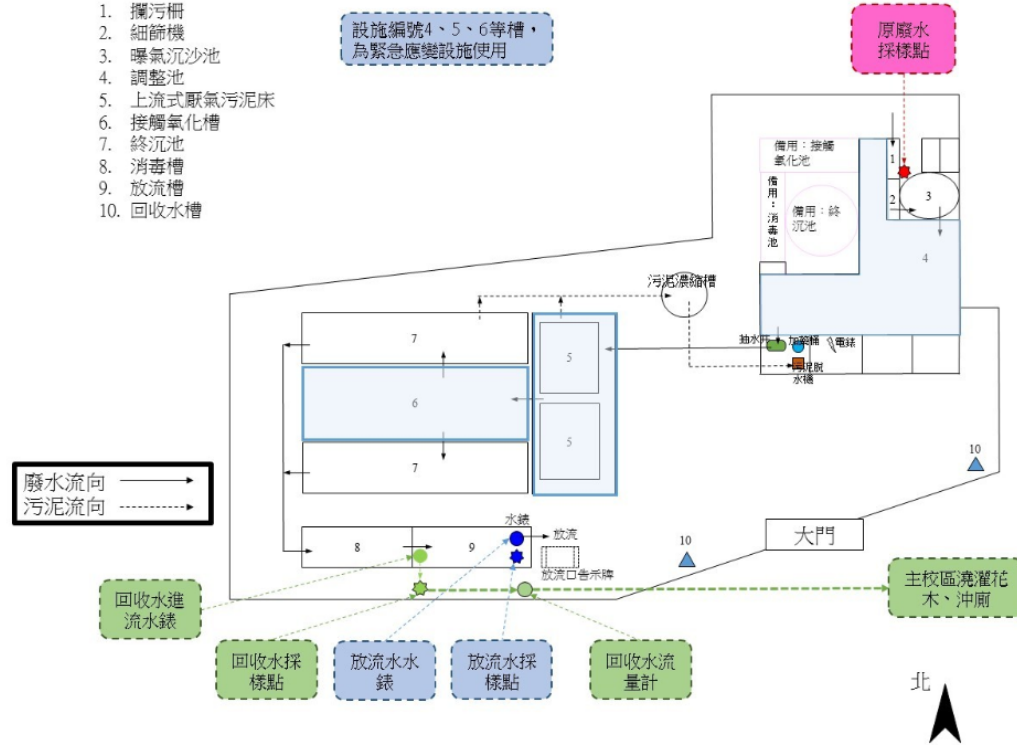 1. 攔污柵
2. 細篩機
3. 曝氣沉沙池
4. 調整池
5. 上流式厭氣污泥床
6. 接觸氧化槽
7. 終沉池
8. 消毒槽
9. 放流槽
10. 回收水槽
設施編號4、5、6等槽，
為緊急應變設施使用
原廢水
採樣點
備用：接觸
氧化池
備用：消毒池
備用：終
沉池
1
2
3
4
污泥濃縮槽
抽水井
加藥桶
電錶
污泥脫
水機
7
5
6
5
7
10
廢水流向
污泥流向
水錶
放流
8
9
放流口告示牌
大門
10
回收水進
流水錶
主校區澆灌花
木、沖廁
回收水採
樣點
放流水水
錶
放流水採
樣點
回收水流
量計
北